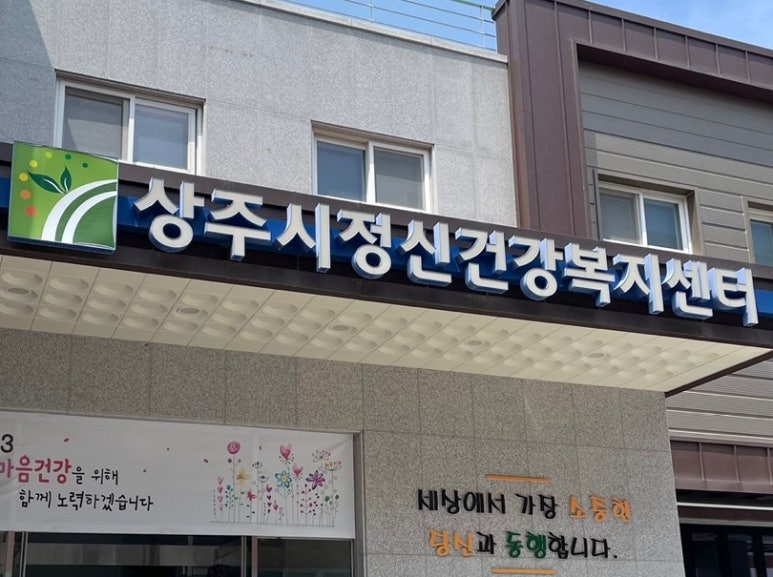 상주시정신건강복지센터
3
마음건강을 위해
함께 노력하겠습니다
세상에서 가장 소중한
당신과 동행합니다.